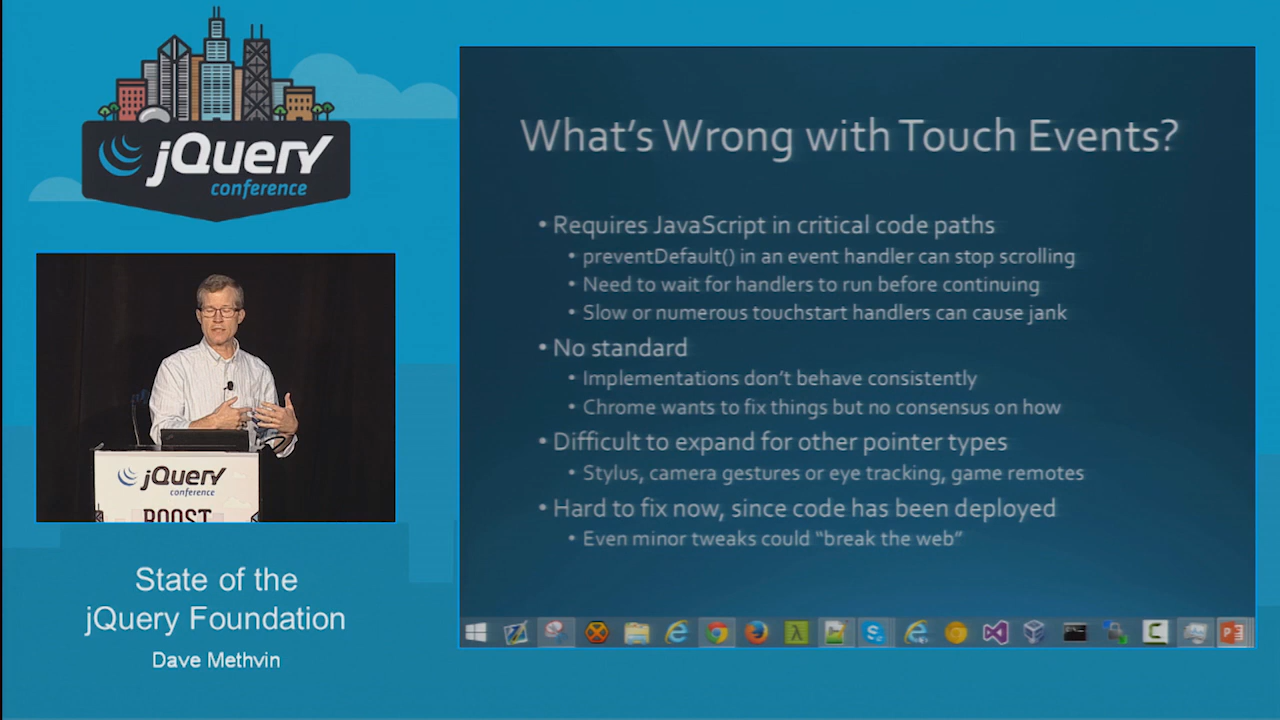 jQuery
conference
jQuery
conference
BOOST
State of the
jQuery Foundation
Dave Methvin
What's Wrong with Touch Events?
• Requires JavaScript in critical code paths
• preventDefault() in an event handler can stop scrolling
• Need to wait for handlers to run before continuing
• Slow or numerous touchstart handlers can cause jank
• No standard
• Implementations don't behave consistently
• Chrome wants to fix things but no consensus on how
• Difficult to expand for other pointer types
• Stylus, camera gestures or eye tracking, game remotes
• Hard to fix now, since code has been deployed
• Even minor tweaks could “break the web”